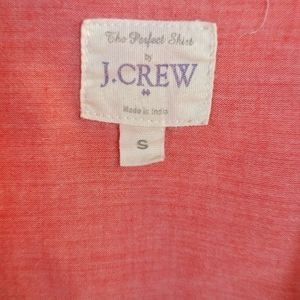 The Perfect Shirt
by
J.CREW
Made in India
S